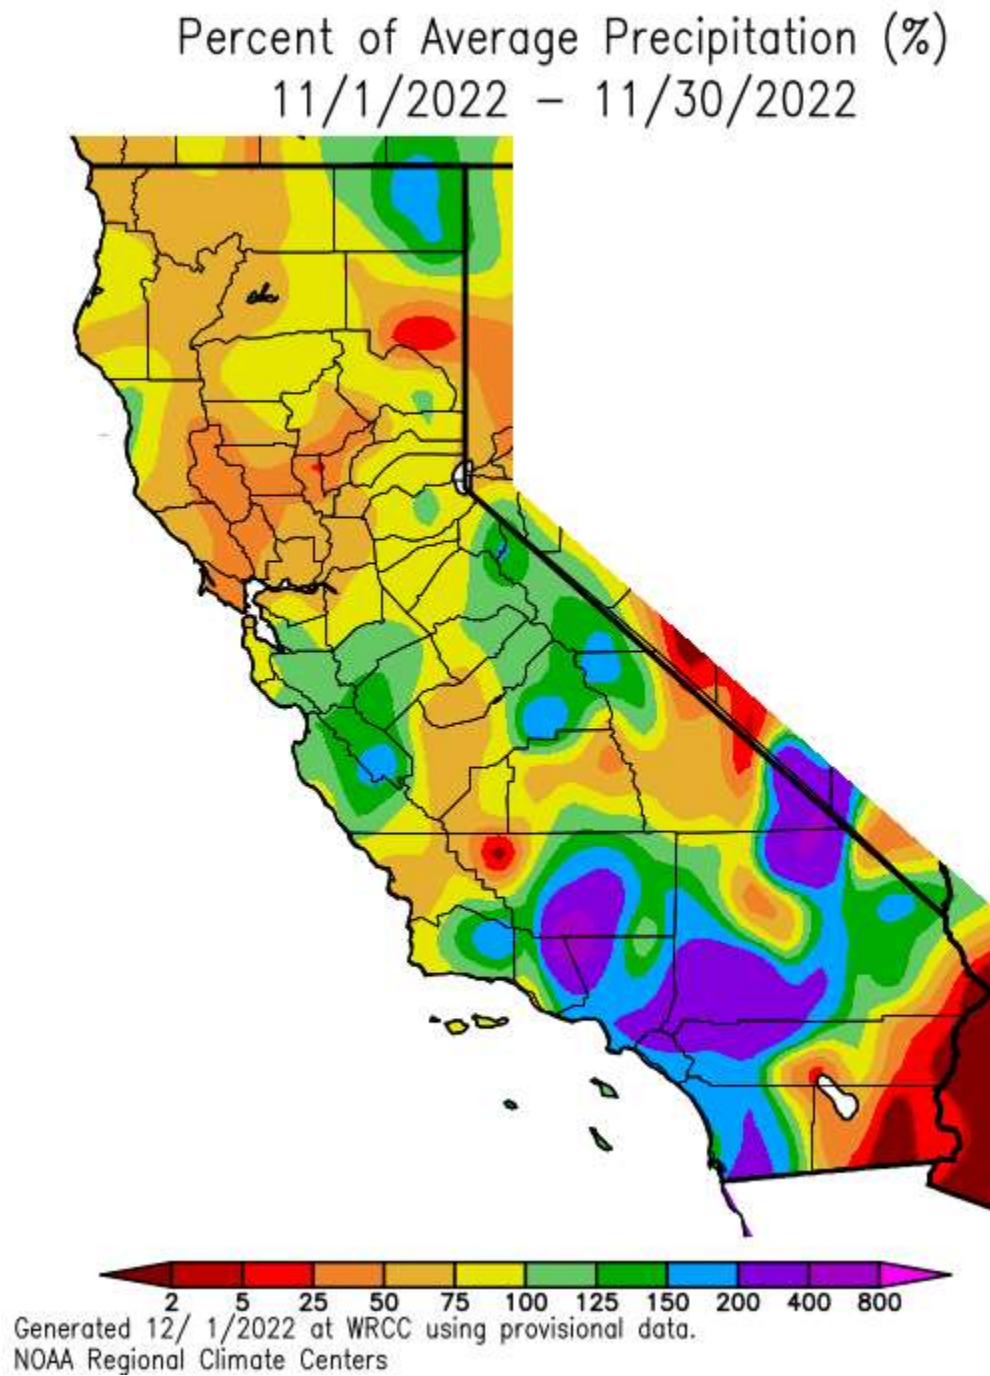 Percent of Average Precipitation (%)
11/1/2022 – 11/30/2022
2 5 25 50 75 100 125 150 200 400 800
Generated 12/ 1/2022 at WRCC using provisional data.
NOAA Regional Climate Centers